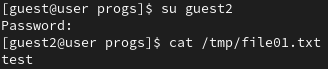 [guest@user progs]$ su guest2
Password:
[guest2@user progs]$ cat /tmp/file01.txt
test